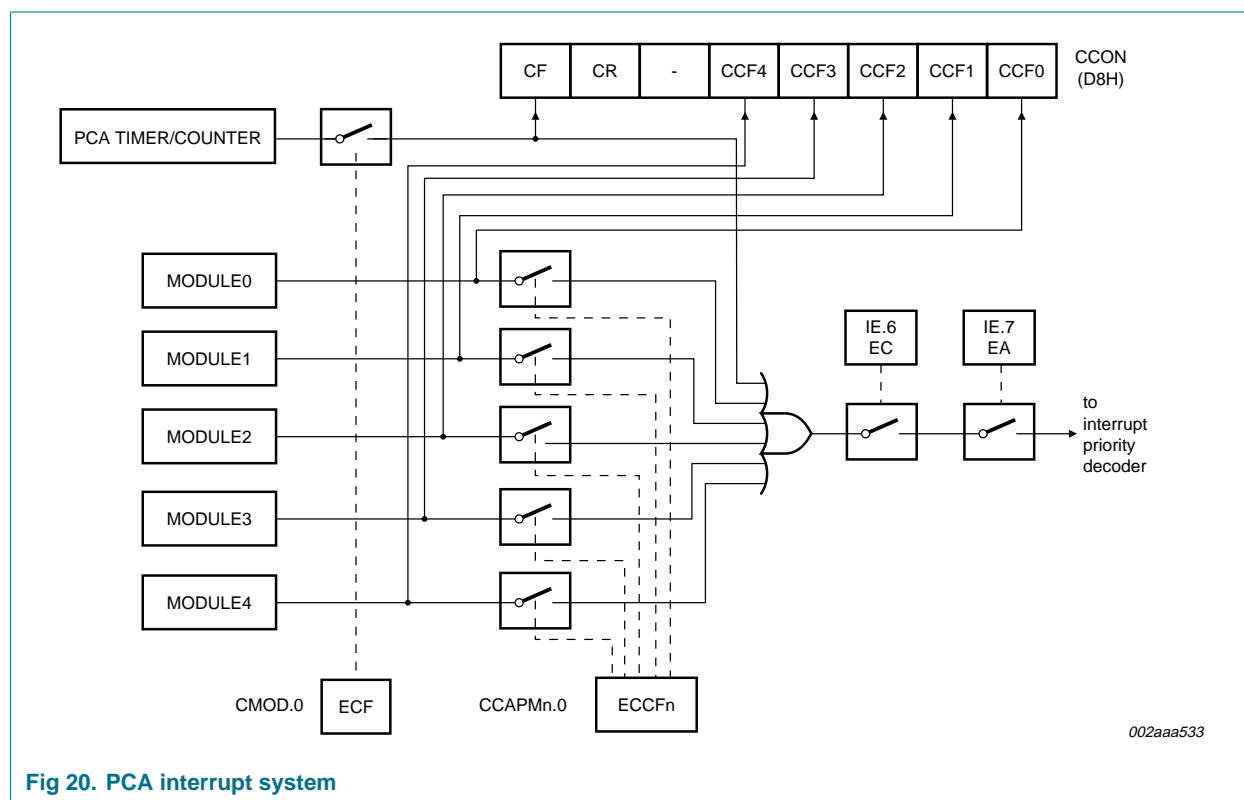 CF CR - CCF4 CCF3 CCF2 CCF1 CCF0 CCON
(D8H)
PCA TIMER/COUNTER
MODULE0
MODULE1
IE.6
EC
IE.7
EA
MODULE2
to
interrupt
priority
decoder
MODULE3
MODULE4
CMOD.0 ECF CCAPMn.0 ECCFn
002aaa533
Fig 20. PCA interrupt system